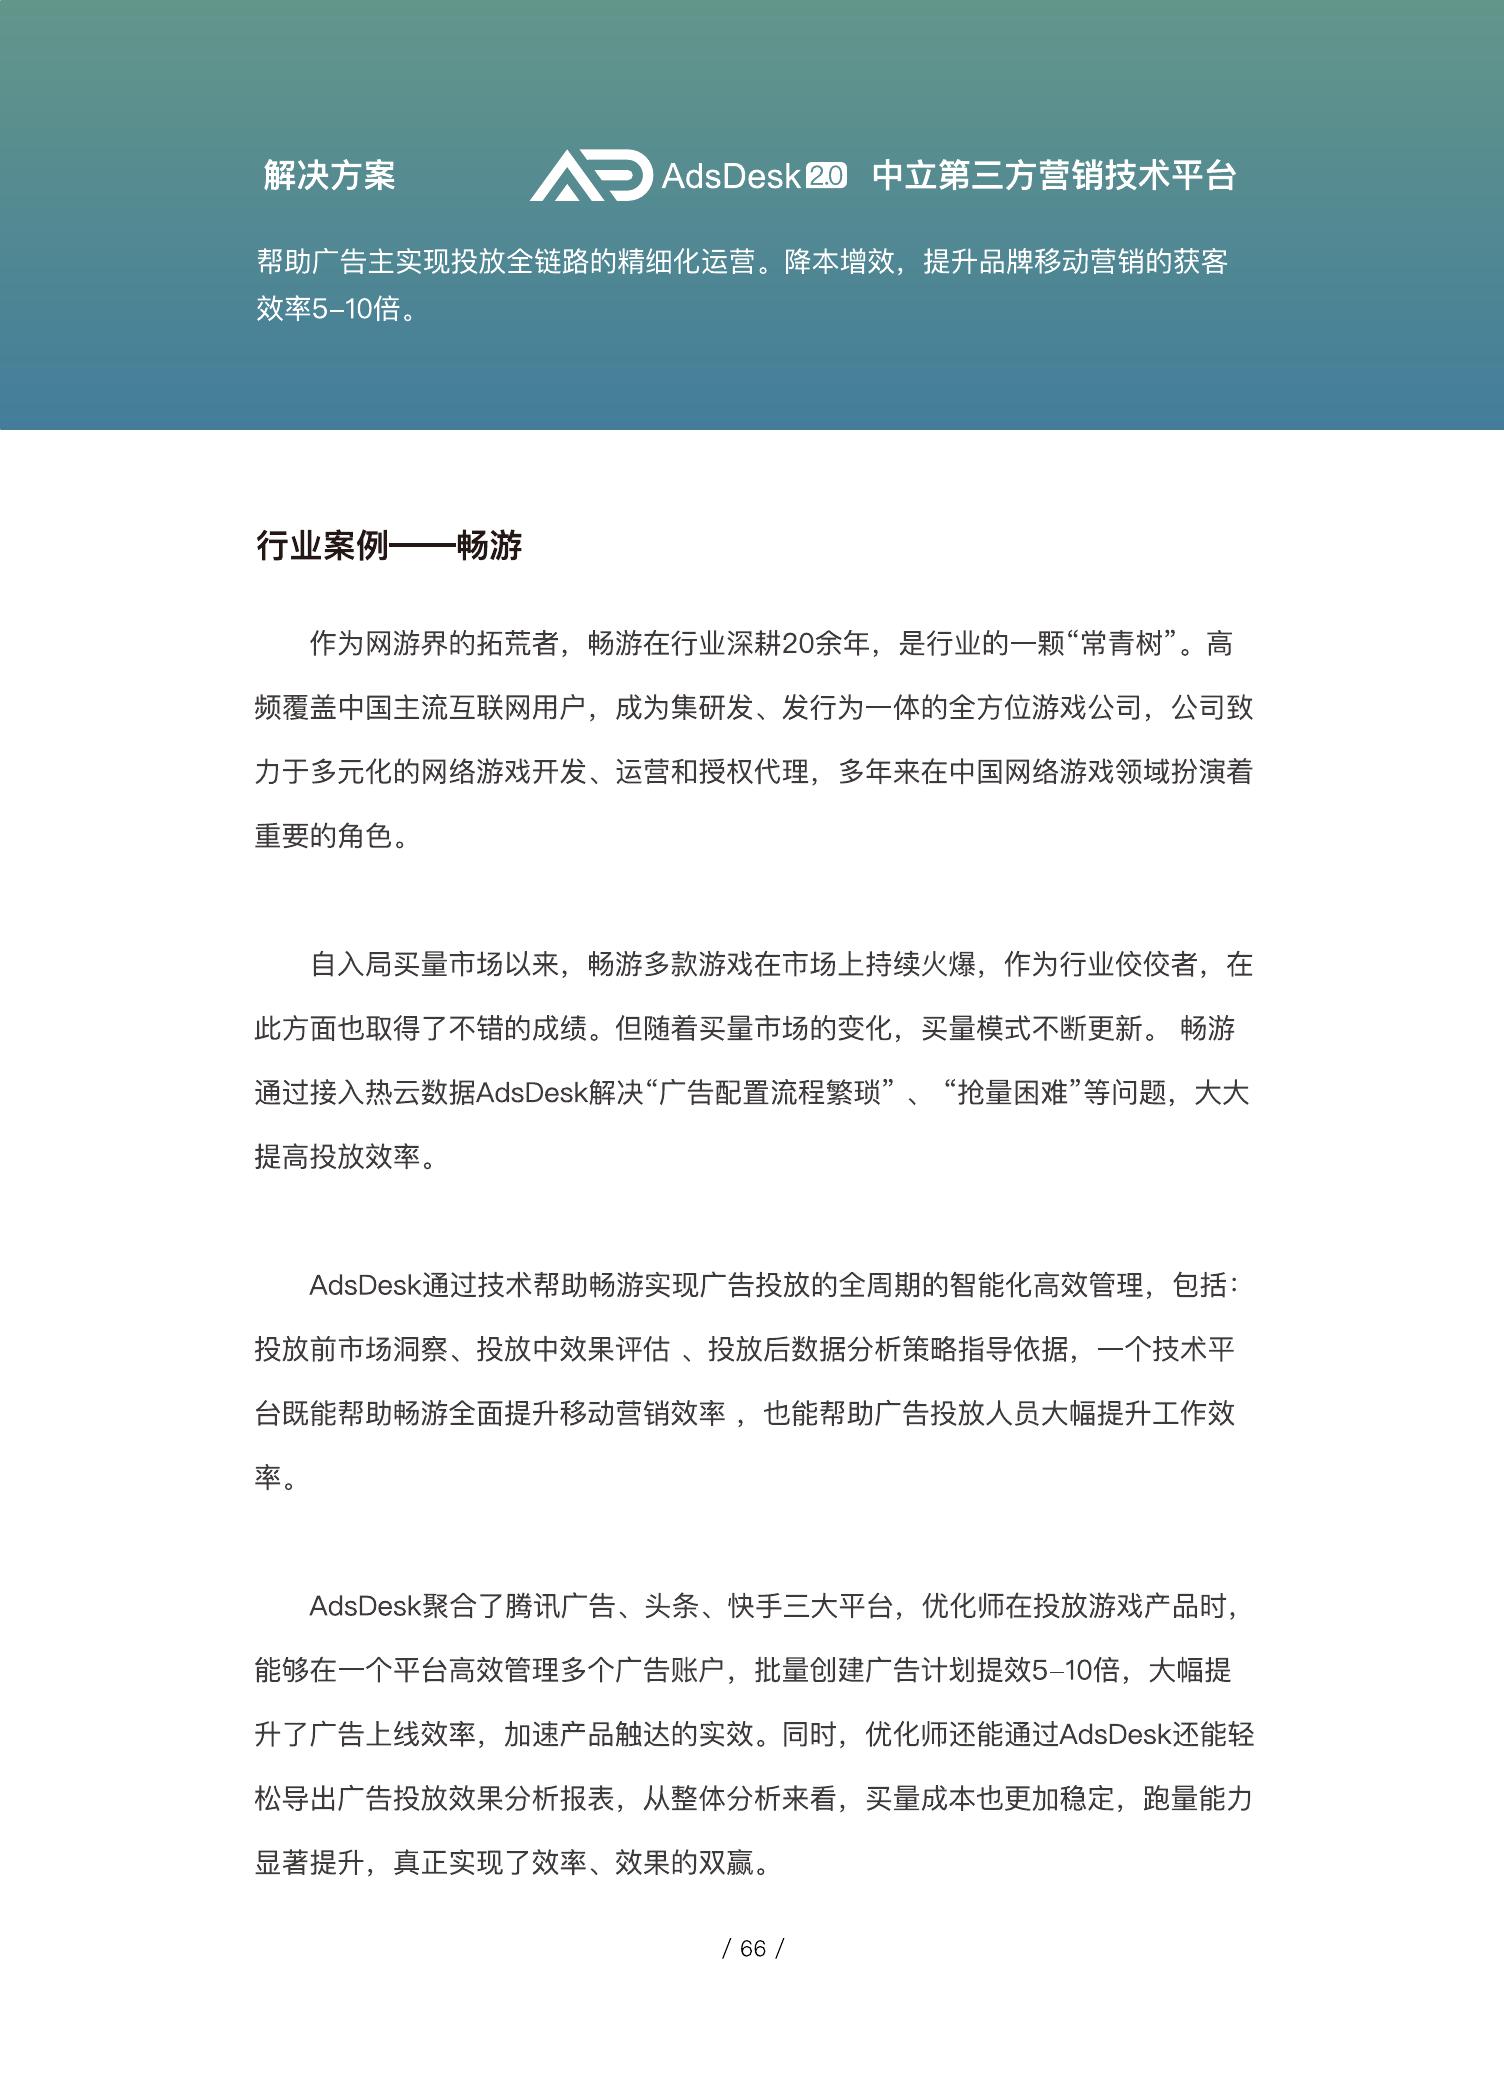 解决方案 AdsDesk 2.0 中立第三方营销技术平台
帮助广告主实现投放全链路的精细化运营。降本增效，提升品牌移动营销的获客
效率5-10倍。
行业案例——畅游
作为网游界的拓荒者，畅游在行业深耕20余年，是行业的一颗“常青树”。高
频覆盖中国主流互联网用户，成为集研发、发行为一体的全方位游戏公司，公司致
力于多元化的网络游戏开发、运营和授权代理，多年来在中国网络游戏领域扮演着
重要的角色。
自入局买量市场以来，畅游多款游戏在市场上持续火爆，作为行业佼佼者，在
此方面也取得了不错的成绩。但随着买量市场的变化，买量模式不断更新。 畅游
通过接入热云数据AdsDesk解决“广告配置流程繁琐” 、 “抢量困难”等问题，大大
提高投放效率。
AdsDesk通过技术帮助畅游实现广告投放的全周期的智能化高效管理，包括：
投放前市场洞察、投放中效果评估 、投放后数据分析策略指导依据，一个技术平
台既能帮助畅游全面提升移动营销效率 ，也能帮助广告投放人员大幅提升工作效
率。
AdsDesk聚合了腾讯广告、头条、快手三大平台，优化师在投放游戏产品时，
能够在一个平台高效管理多个广告账户，批量创建广告计划提效5-10倍，大幅提
升了广告上线效率，加速产品触达的实效。同时，优化师还能通过AdsDesk还能轻
松导出广告投放效果分析报表，从整体分析来看，买量成本也更加稳定，跑量能力
显著提升，真正实现了效率、效果的双赢。
/ 66 /